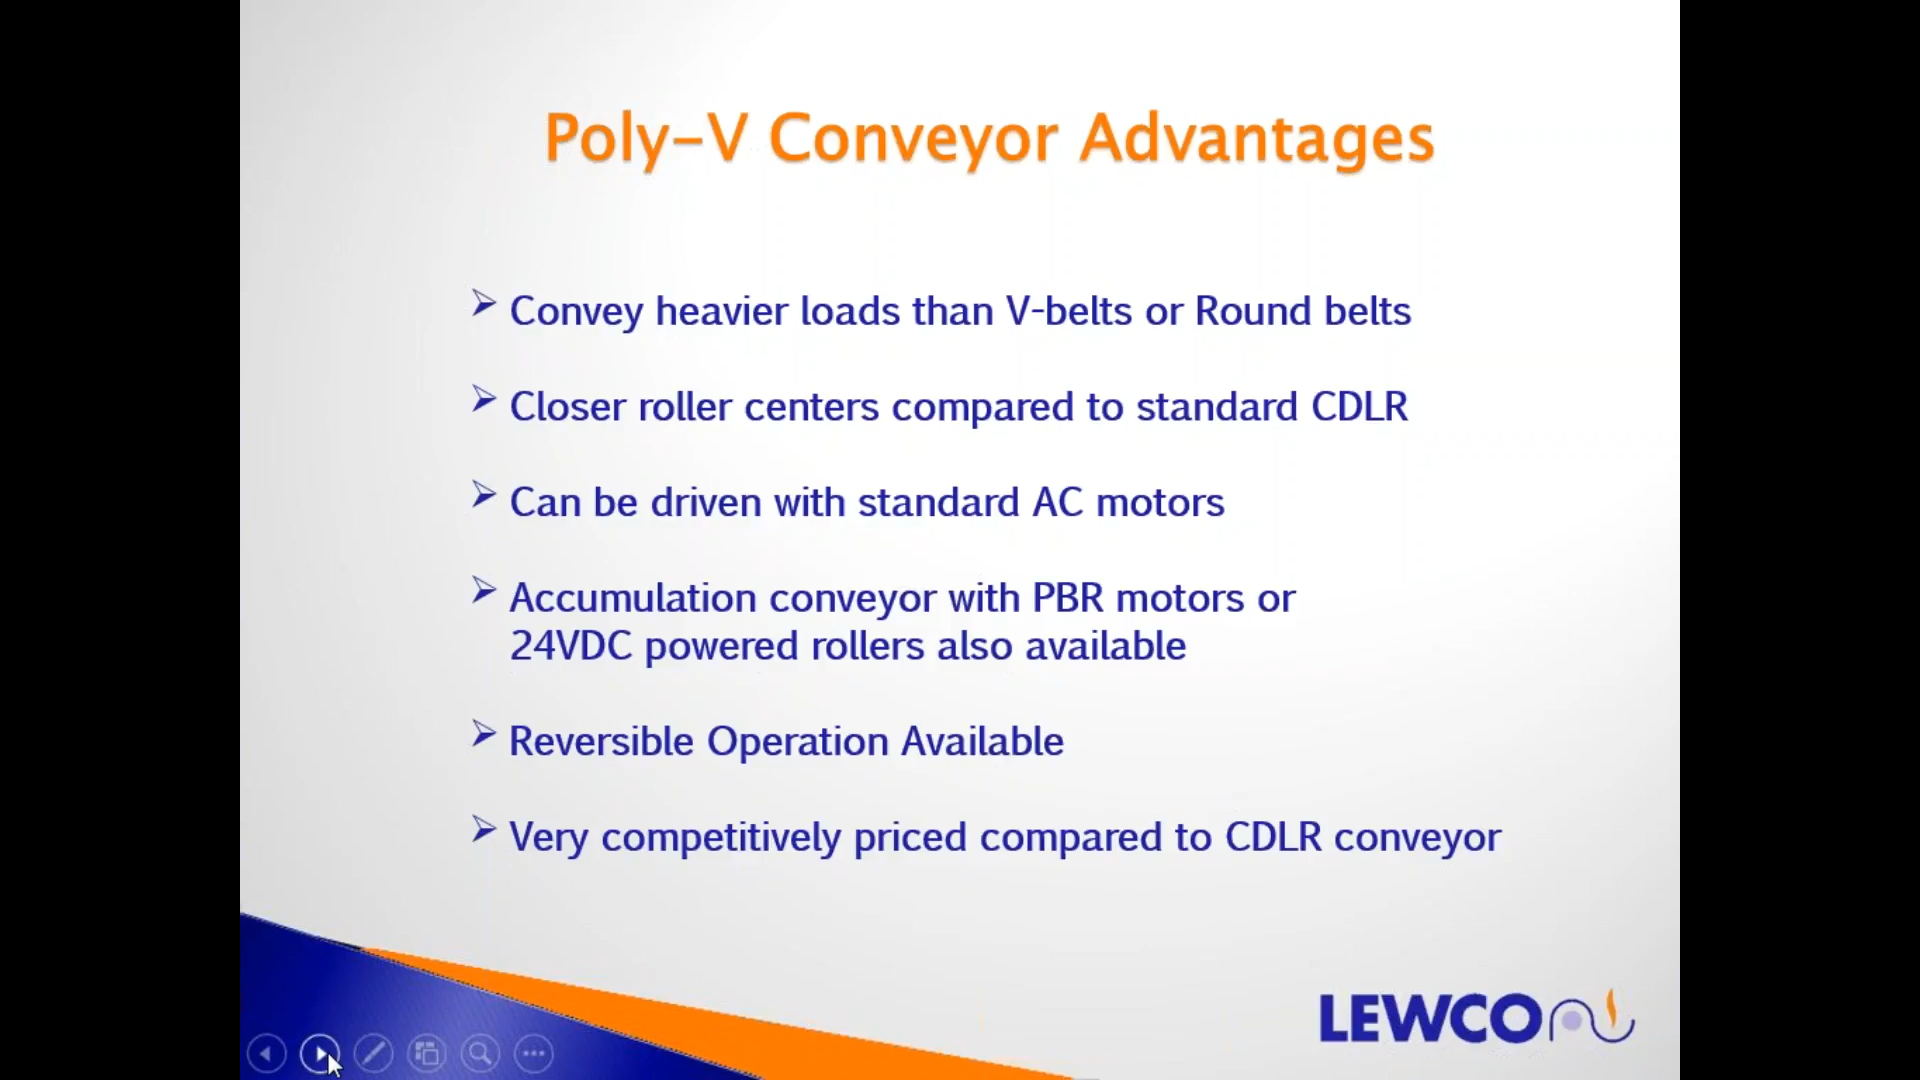 Poly-V Conveyor Advantages
Convey heavier loads than V-belts or Round belts
Closer roller centers compared to standard CDLR
Can be driven with standard AC motors
Accumulation conveyor with PBR motors or
24VDC powered rollers also available
Reversible Operation Available
Very competitively priced compared to CDLR conveyor
LEWCO